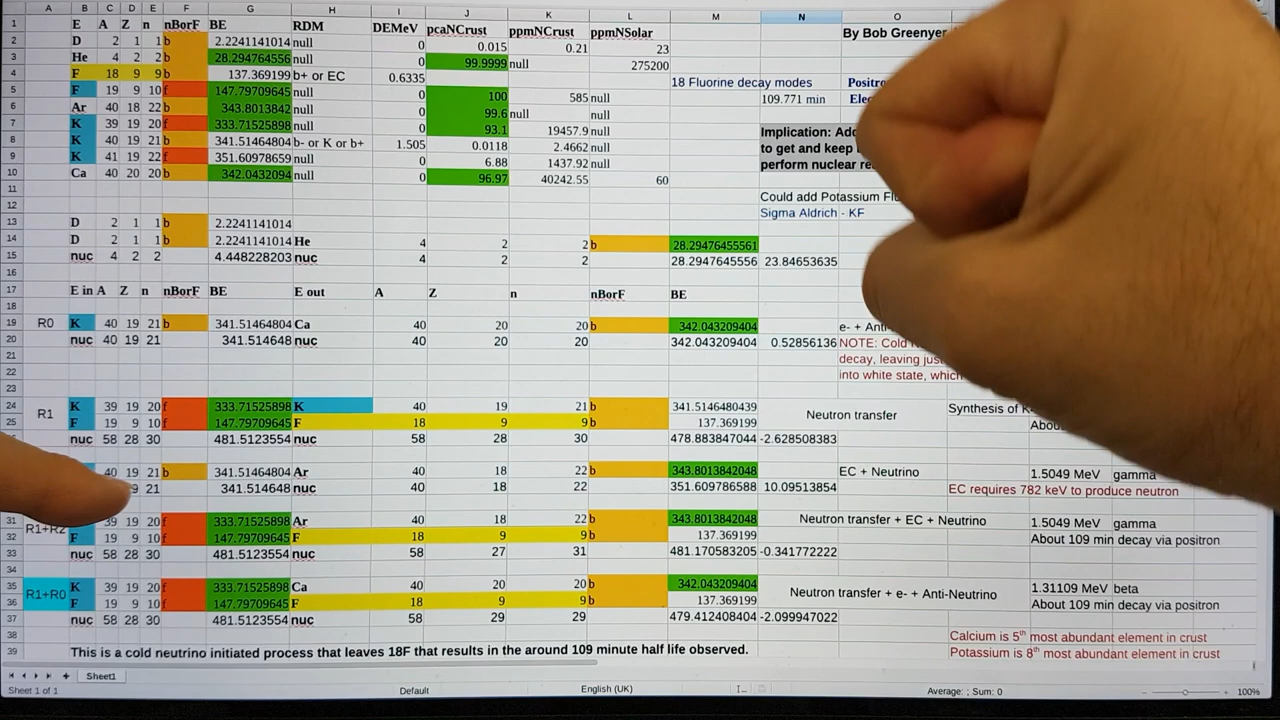 A B C D E F G H I J K L M N O
1 E A Z n nBorF BE RDM DEMeV pcaNCrust ppmNCrust ppmNSolar By Bob Greenyer
2 D 2 1 1 b 2.2241141014 null 0 0.015 0.21 23
3 He 4 2 2 b 28.294764556 null 0 99.9999 null 275200
4 F 18 9 9 b 137.369199 b+ or EC 0.6335 18 Fluorine decay modes
5 F 19 9 10 f 147.79709645 null 0 100 585 null 109.771 min
6 Ar 40 18 22 b 343.8013842 null 0 99.6 null null
7 K 39 19 20 f 333.71525898 null 0 93.1 19457.9 null Implication:
8 K 40 19 21 b 341.51464804 b- or K or b+ 1.505 0.0118 2.4662 null to get and keep
9 K 41 19 22 f 351.60978659 null 0 6.88 1437.92 null perform nuclear
10 Ca 40 20 20 b 342.0432094 null 0 96.97 40242.55 60
11 Could add Potassium
12 Sigma Aldrich - KF
13 D 2 1 1 b 2.2241141014
14 D 2 1 1 b 2.2241141014 He 4 2 2 b 28.29476455561
15 nuc 4 2 2 4.448228203 nuc 4 2 2 28.2947645556 23.84653635
16
17 E in A Z n nBorF BE E out A Z n nBorF BE
18
19 R0 K 40 19 21 b 341.51464804 Ca 40 20 20 b 342.043209404 e- +
20 nuc 40 19 21 341.514648 nuc 40 20 20 342.043209404 0.52856136 NOTE: Cold
21 decay, leaving
22 into white state,
23
24 R1 K 39 19 20 f 333.71525898 K 40 19 21 b 341.5146480439 Neutron transfer Synthesis of
25 F 19 9 10 f 147.79709645 F 18 9 9 b 137.369199
nuc 58 28 30 481.5123554 nuc 58 28 30 478.883847044 -2.628508383
40 19 21 b 341.51464804 Ar 40 18 22 b 343.8013842048 EC + Neutrino 1.5049 MeV gamma
21 341.514648 nuc 40 18 22 351.609786588 10.09513854 EC requires 782 keV to produce neutron
31 R1+R2 39 19 20 f 333.71525898 Ar 40 18 22 b 343.8013842048 Neutron transfer + EC + Neutrino 1.5049 MeV gamma
32 F 19 9 10 f 147.79709645 F 18 9 9 b 137.369199 About 109 min decay via positron
33 nuc 58 28 30 481.5123554 nuc 58 27 31 481.170583205 -0.341772222
34
35 R1+R0 K 39 19 20 f 333.71525898 Ca 40 20 20 b 342.043209404 Neutron transfer + e- + Anti-Neutrino 1.31109 MeV beta
36 F 19 9 10 f 147.79709645 F 18 9 9 b 137.369199 About 109 min decay via positron
37 nuc 58 28 30 481.5123554 nuc 58 29 29 479.412408404 -2.099947022
38 Calcium is 5th most abundant element in crust
39 This is a cold neutrino initiated process that leaves 18F that results in the around 109 minute half life observed. Potassium is 8th most abundant element in crust
Sheet1
Sheet 1 of 1 Default English (UK) Average: ; Sum: 0 100%